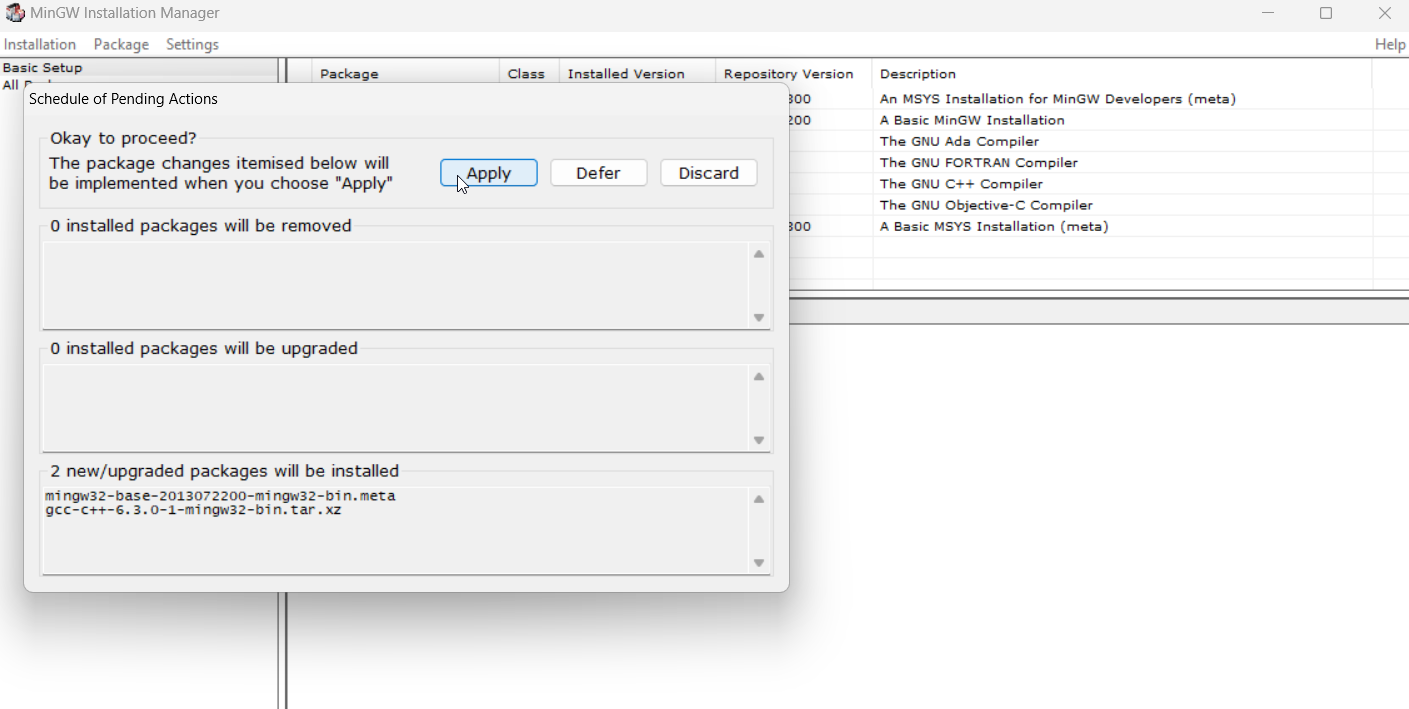 MinGW Installation Manager
Installation Package Settings Help
Basic Setup
All
Package Class Installed Version Repository Version Description
Schedule of Pending Actions
300 An MSYS Installation for MinGW Developers (meta)
200 A Basic MinGW Installation
The GNU Ada Compiler
The GNU FORTRAN Compiler
The GNU C++ Compiler
The GNU Objective-C Compiler
300 A Basic MSYS Installation (meta)
Okay to proceed?
The package changes itemised below will
be implemented when you choose "Apply"
Apply Defer Discard
0 installed packages will be removed
0 installed packages will be upgraded
2 new/upgraded packages will be installed
mingw32-base-2013072200-mingw32-bin.meta
gcc-c++-6.3.0-1-mingw32-bin.tar.xz